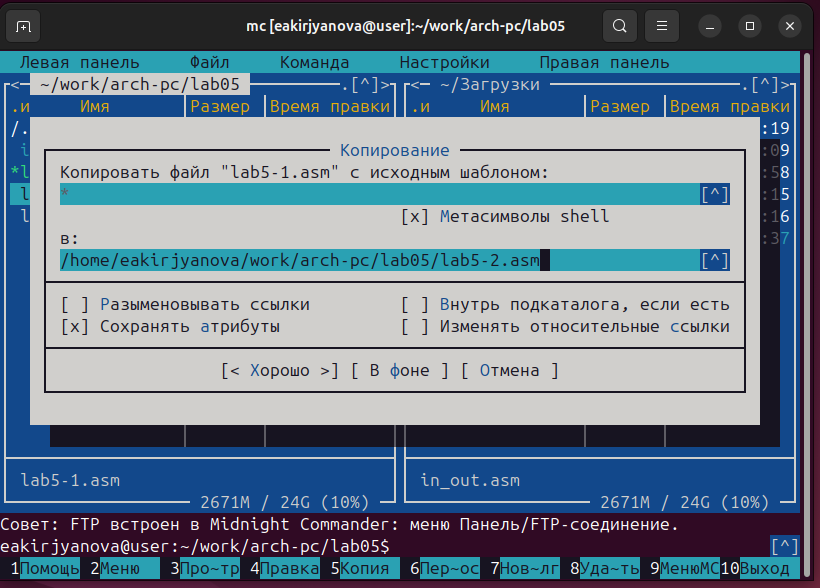 mc [eakirjyanova@user]:~/work/arch-pc/lab05
Левая панель Файл Команда Настройки Правая панель
<— ~/work/arch-pc/lab05 .[^]> <— ~/Загрузки .[^]>
.и Имя Размер Время правки .и Имя Размер Время правки
/. :19
i :09
*l :58
l :15
l :16
:37
Копирование
Копировать файл "lab5-1.asm" с исходным шаблоном:
* [^]
[x] Метасимволы shell
в:
/home/eakirjyanova/work/arch-pc/lab05/lab5-2.asm [^]
[ ] Разыменовывать ссылки [ ] Внутрь подкаталога, если есть
[x] Сохранять атрибуты [ ] Изменять относительные ссылки
[< Хорошо >] [ В фоне ] [ Отмена ]
lab5-1.asm in_out.asm
2671M / 24G (10%) 2671M / 24G (10%)
Совет: FTP встроен в Midnight Commander: меню Панель/FTP-соединение.
eakirjyanova@user:~/work/arch-pc/lab05$ [^]
1Помощь 2Меню 3Про~тр 4Правка 5Копия 6Пер~ос 7Нов~лг 8Уда~ть 9МенюMC 10Выход